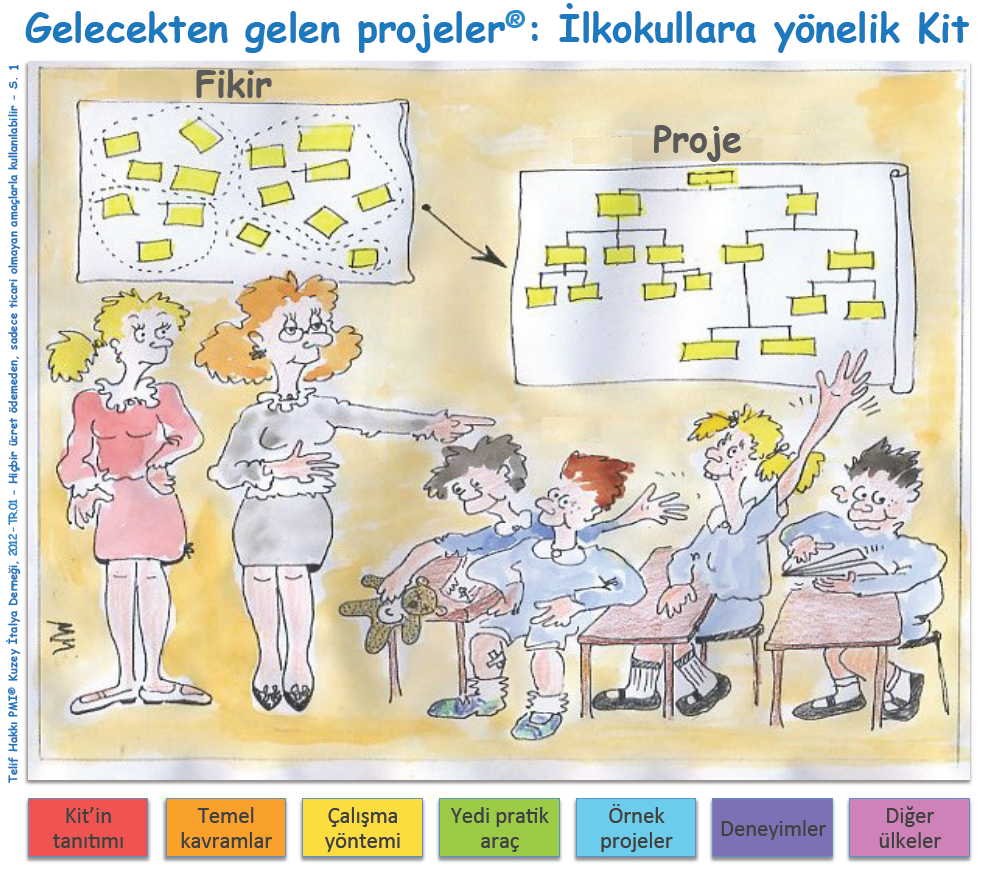 Gelecekten gelen projeler®: İlkokullara yönelik Kit
Telif Hakkı PMI® Kuzey İtalya Derneği, 2012- TR.01 - Hiçbir ücret ödemeden, sadece ticari olmayan amaçlarla kullanılabilir - S. 1
Fikir
Proje
Kit’in
tanıtımı
Temel
kavramlar
Çalışma
yöntemi
Yedi pratik
araç
Örnek
projeler
Deneyimler
Diğer
ülkeler